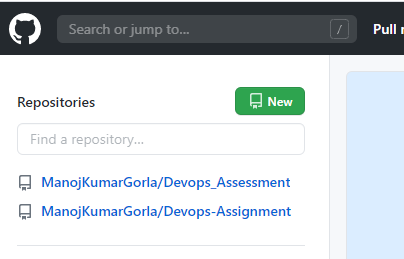 Search or jump to... /
Pull
Repositories
New
Find a repository...
ManojKumarGorla/Devops_Assessment
ManojKumarGorla/Devops-Assignment